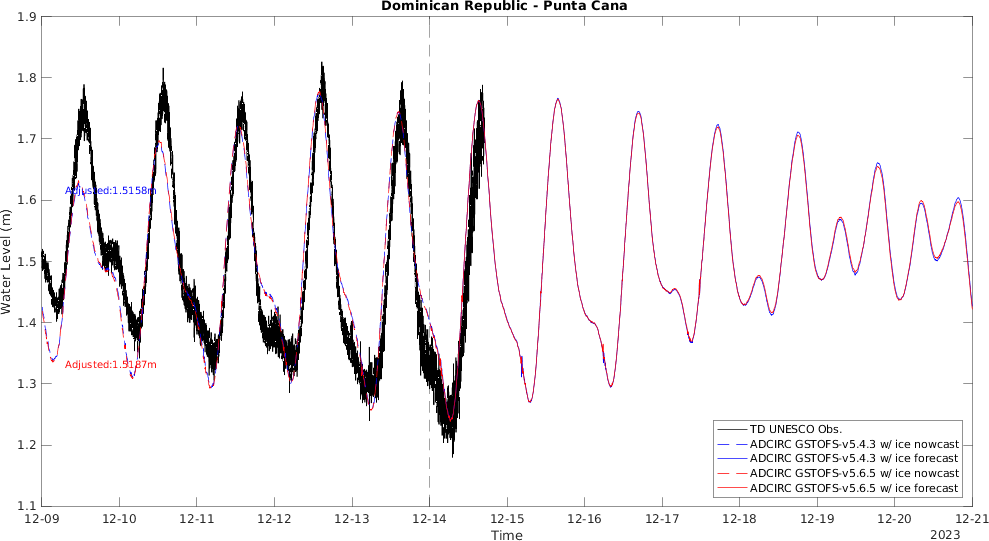 Dominican Republic - Punta Cana
Water Level (m)
1.9
1.8
1.7
1.6
1.5
1.4
1.3
1.2
1.1
Adjusted:1.5158m
Adjusted:1.5187m
TD UNESCO Obs.
ADCIRC GSTOFS-v5.4.3 w/ ice nowcast
ADCIRC GSTOFS-v5.4.3 w/ ice forecast
ADCIRC GSTOFS-v5.6.5 w/ ice nowcast
ADCIRC GSTOFS-v5.6.5 w/ ice forecast
12-09 12-10 12-11 12-12 12-13 12-14 12-15 12-16 12-17 12-18 12-19 12-20 12-21
Time
2023